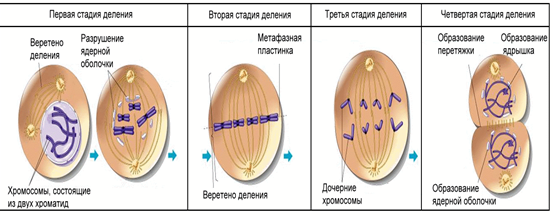 Первая стадия деления
Вторая стадия деления
Третья стадия деления
Четвертая стадия деления
Веретено
деления
Разрушение
ядерной
оболочки
Хромосомы, состоящие
из двух хроматид
Метафазная
пластинка
Веретено деления
Дочерние
хромосомы
Образование
перетяжки
Образование
ядрышка
Образование
ядерной оболочки